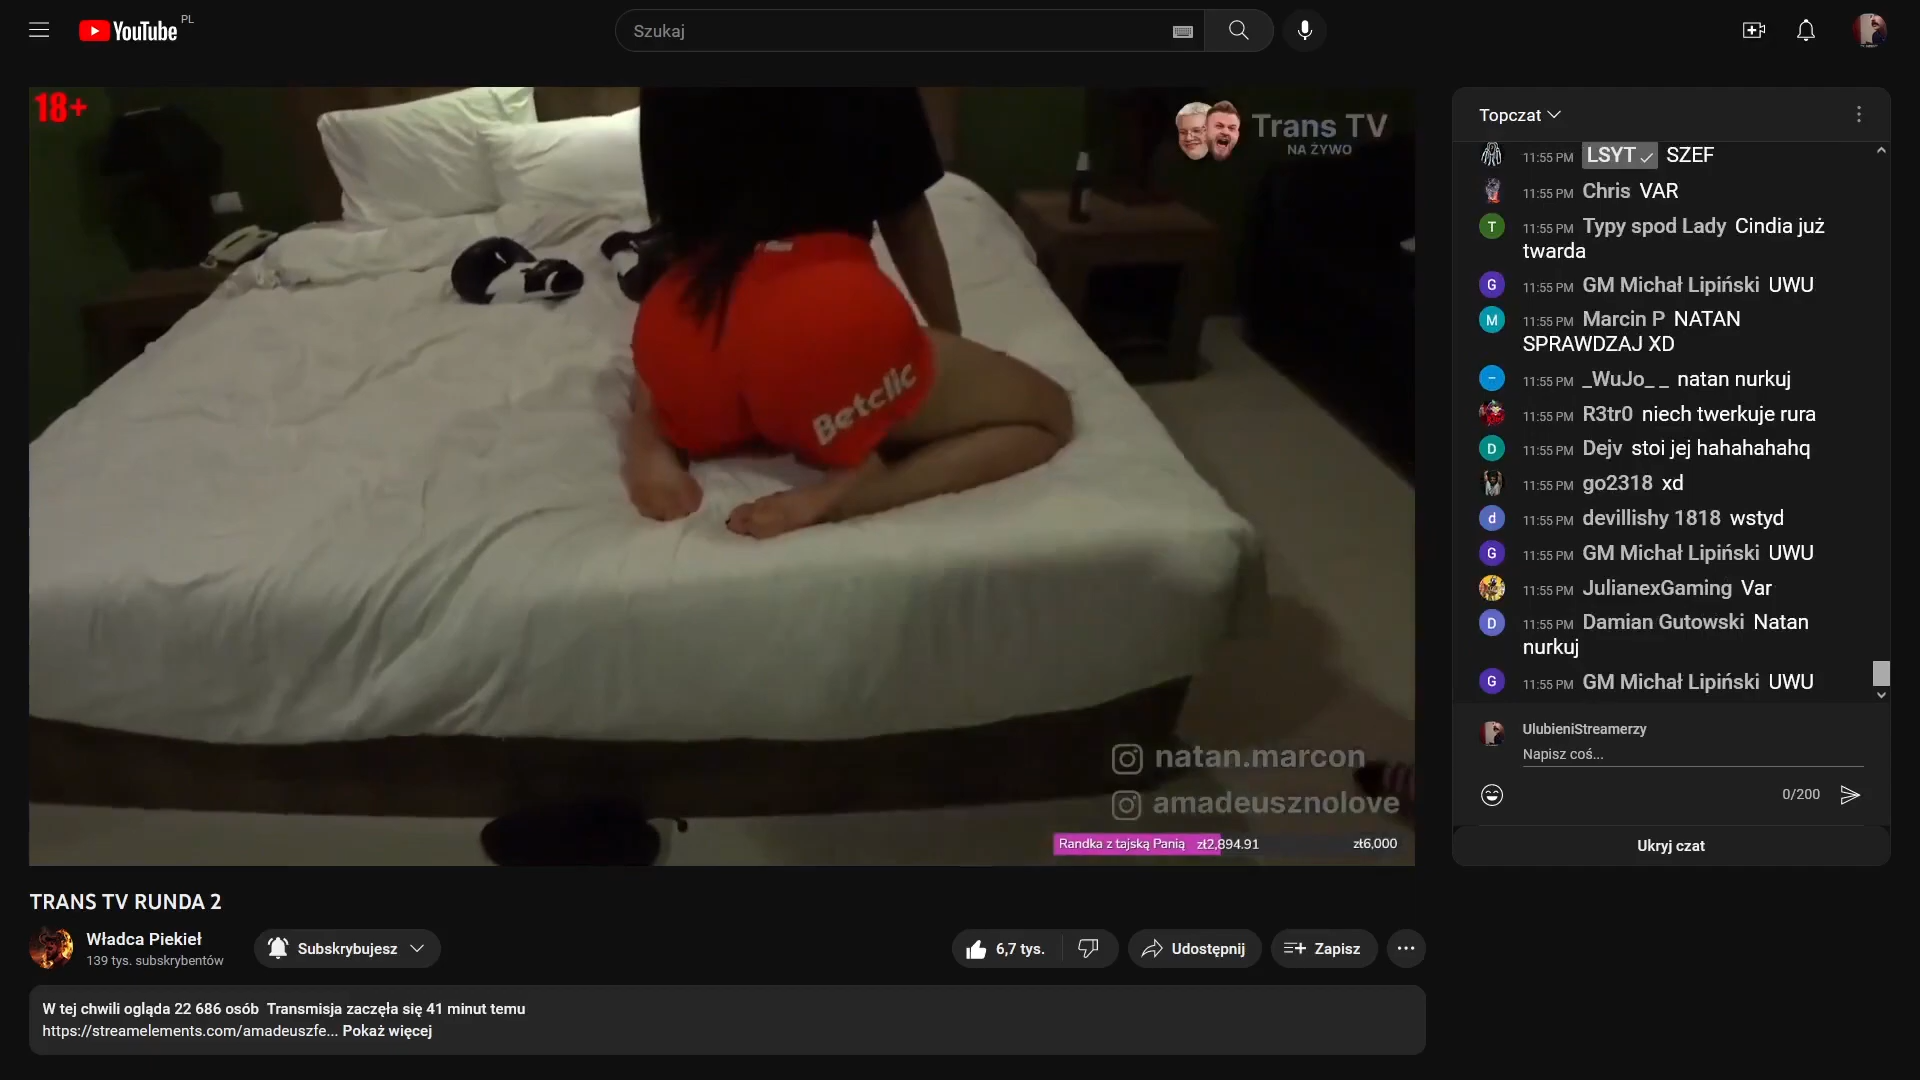 YouTube PL
Szukaj
18+
Trans TV
NA ŻYWO
Betclic
natan.marcon
amadeusznolove
Randka z tajską Panią zł2,894.91 zł6,000
Topczat
11:55 PM LSYT SZEF
11:55 PM Chris VAR
T 11:55 PM Typy spod Lady Cindia już
twarda
G 11:55 PM GM Michał Lipiński UWU
M 11:55 PM Marcin P NATAN
SPRAWDZAJ XD
– 11:55 PM _WuJo_ _ natan nurkuj
11:55 PM R3tr0 niech twerkuje rura
D 11:55 PM Dejv stoi jej hahahahahq
11:55 PM go2318 xd
d 11:55 PM devillishy 1818 wstyd
G 11:55 PM GM Michał Lipiński UWU
11:55 PM JulianexGaming Var
D 11:55 PM Damian Gutowski Natan
nurkuj
G 11:55 PM GM Michał Lipiński UWU
UlubieniStreamerzy
Napisz coś...
0/200
Ukryj czat
TRANS TV RUNDA 2
Władca Piekieł
139 tys. subskrybentów
Subskrybujesz
6,7 tys.
Udostępnij
Zapisz
W tej chwili ogląda 22 686 osób Transmisja zaczęła się 41 minut temu
https://streamelements.com/amadeuszfe... Pokaż więcej